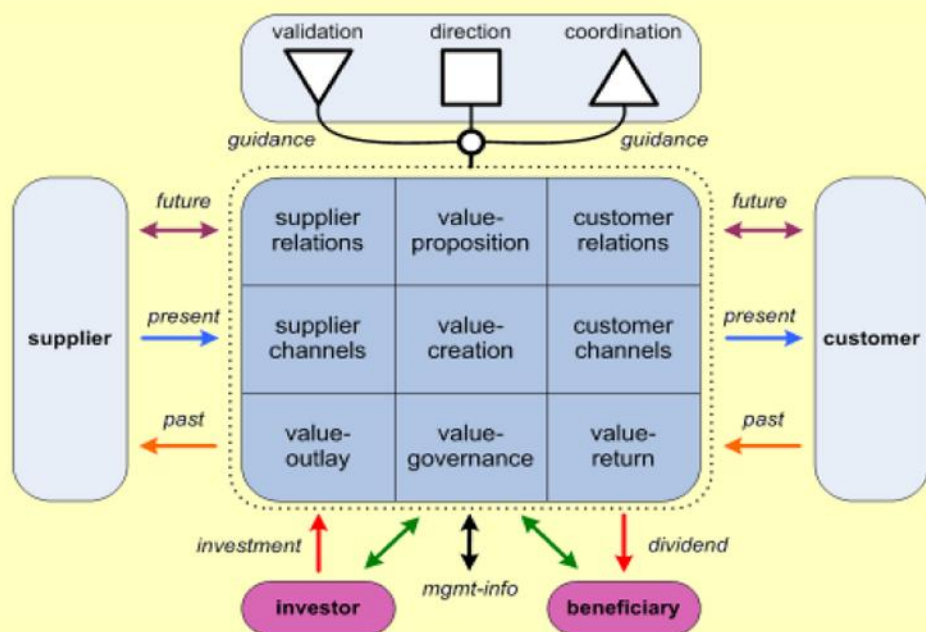 validation direction coordination
guidance guidance
future supplier relations value-proposition customer relations future
supplier present supplier channels value-creation customer channels present customer
past value-outlay value-governance value-return past
investment dividend
mgmt-info
investor beneficiary